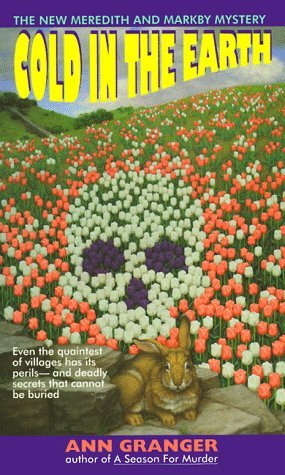 THE NEW MEREDITH AND MARKBY MYSTERY
COLD IN THE EARTH
Even the quaintest
of villages has its
perils—and deadly
secrets that cannot
be buried
ANN GRANGER
author of A Season For Murder